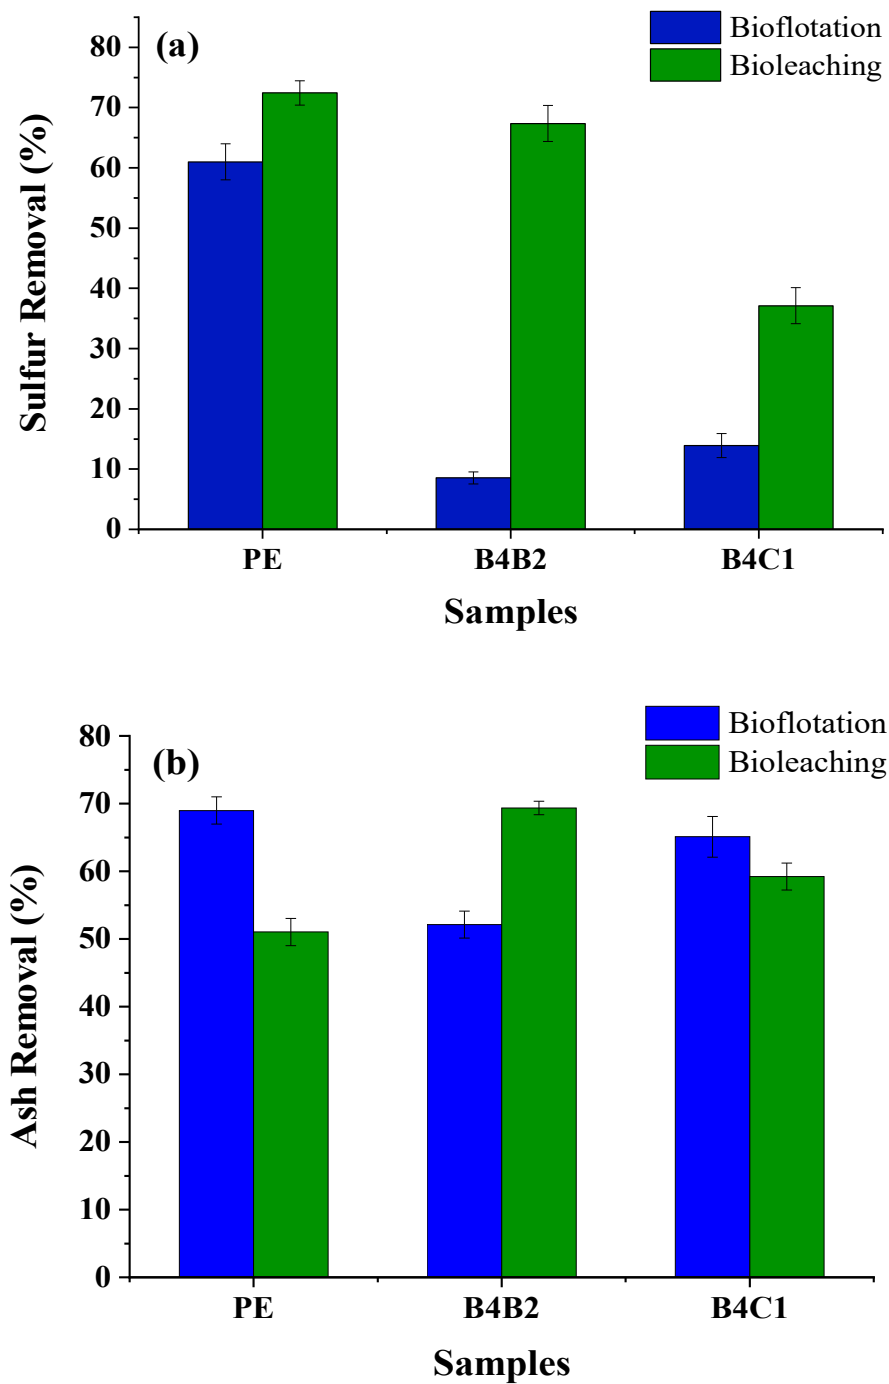 (a)
Bioflotation
Bioleaching
80
70
60
50
40
30
20
10
0
Sulfur Removal (%)
PE B4B2 B4C1
Samples
(b)
Bioflotation
Bioleaching
80
70
60
50
40
30
20
10
0
Ash Removal (%)
PE B4B2 B4C1
Samples